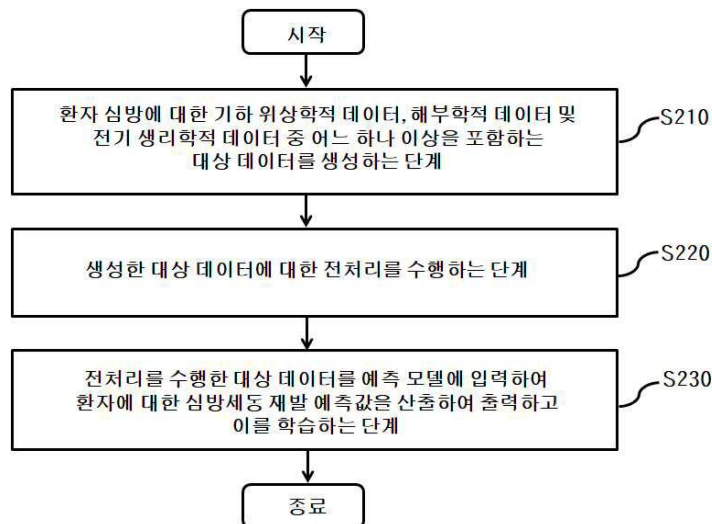 시작
환자 심방에 대한 기하 위상학적 데이터, 해부학적 데이터 및
전기 생리학적 데이터 중 어느 하나 이상을 포함하는
대상 데이터를 생성하는 단계
S210
생성한 대상 데이터에 대한 전처리를 수행하는 단계
S220
전처리를 수행한 대상 데이터를 예측 모델에 입력하여
환자에 대한 심방세동 재발 예측값을 산출하여 출력하고
이를 학습하는 단계
S230
종료